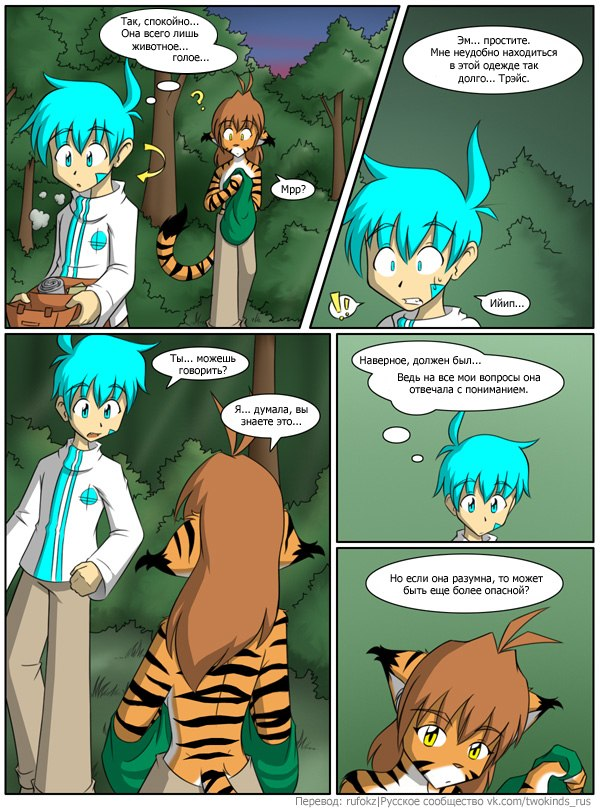 Так, спокойно...
Она всего лишь
животное...
голое...
?
Мрр?
Эм... простите.
Мне неудобно находиться
в этой одежде так
долго... Трэйс.
!!
Ийип...
Ты... можешь
говорить?
Я... думала, вы
знаете это...
Наверное, должен был...
Ведь на все мои вопросы она
отвечала с пониманием.
Но если она разумна, то может
быть еще более опасной?
Перевод: rufokz|Русское сообщество vk.com/twokinds_rus